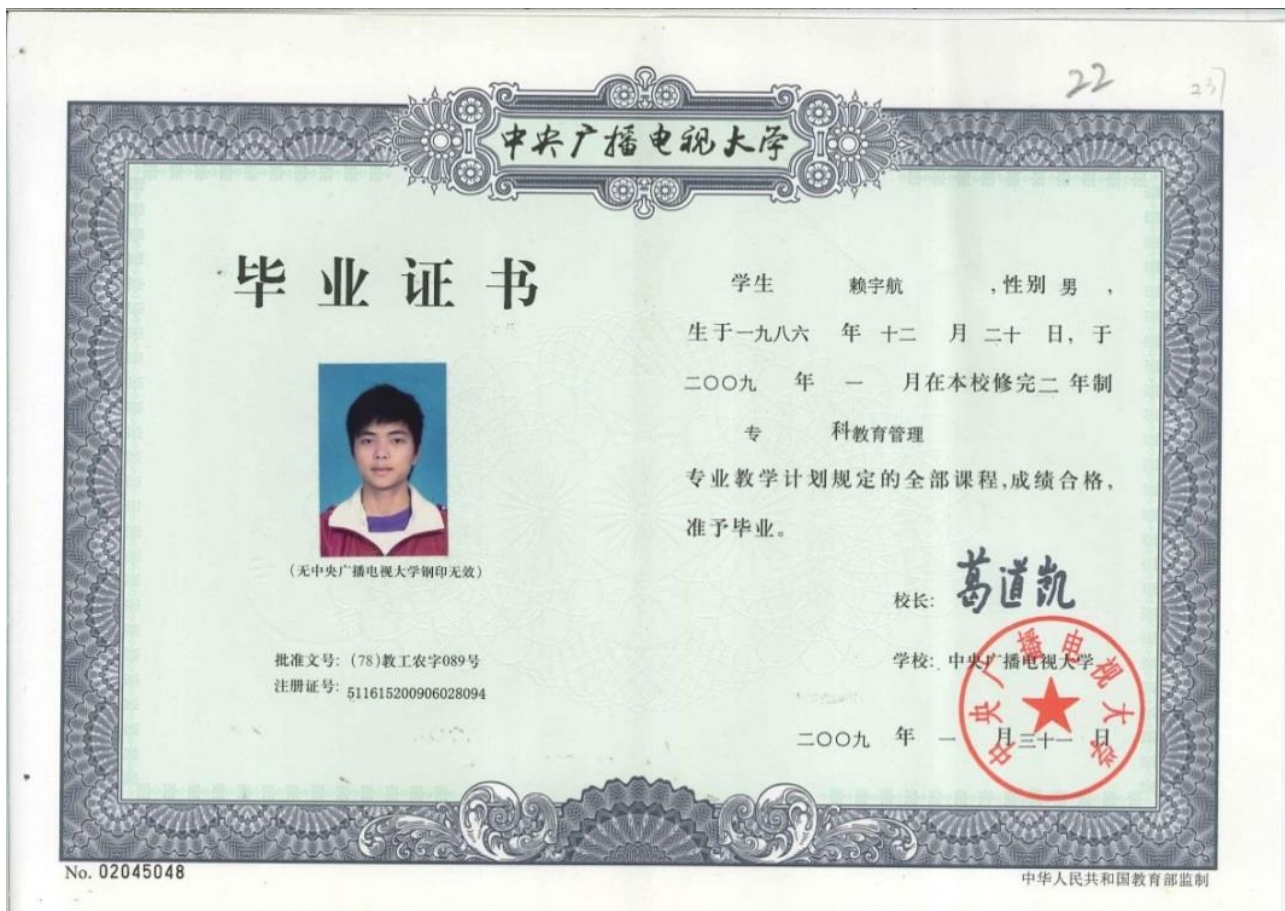 22
237
中央广播电视大学
毕业证书
(无中央广播电视大学钢印无效)
批准文号: (78)教工农字089号
注册证号: 511615200906028094
学生 赖宇航 ,性别 男 ,
生于一九八六 年 十二 月 二十 日, 于
二〇〇九 年 一 月在本校修完二 年制
专 科教育管理
专业教学计划规定的全部课程,成绩合格,
准予毕业。
校长: 葛道凯
学校: 中央广播电视大学
中央广播电视大学
二〇〇九 年 一 月三十一 日
No. 02045048
中华人民共和国教育部监制